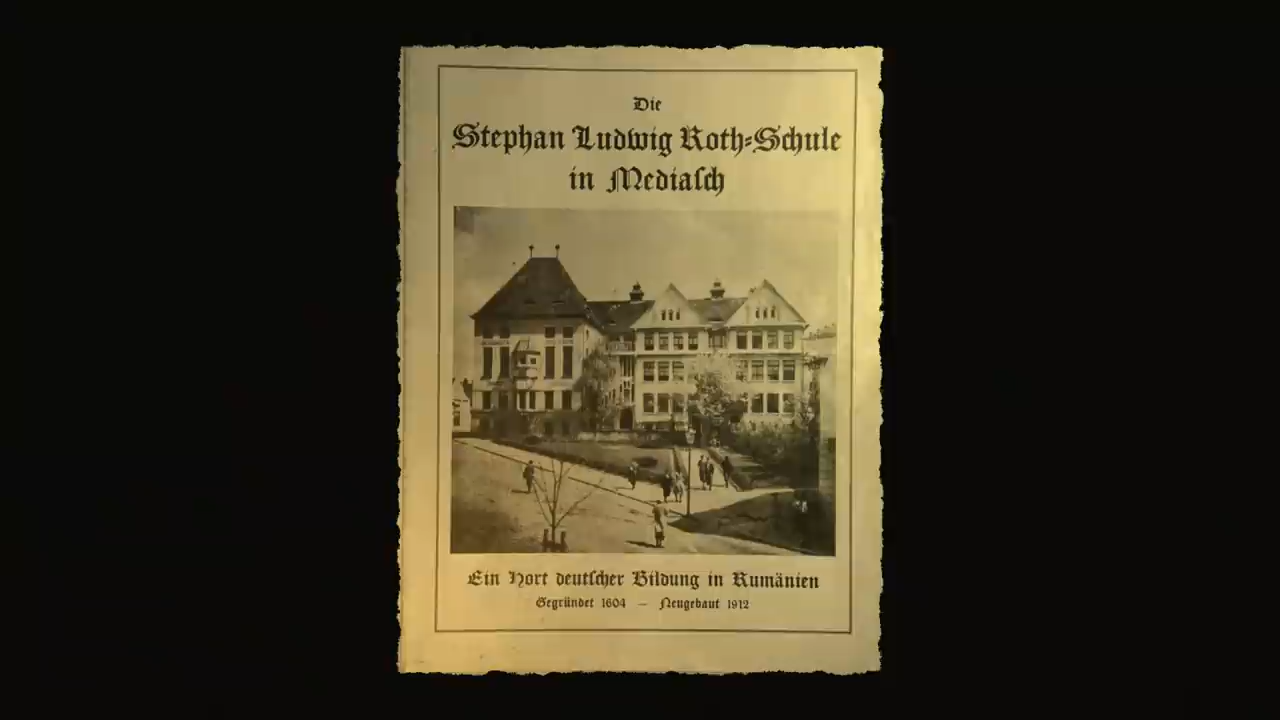 Die
Stephan Ludwig Roth-Schule
in Mediasch
Ein Hort deutscher Bildung in Rumänien
Gegründet 1604 — Neugebaut 1912